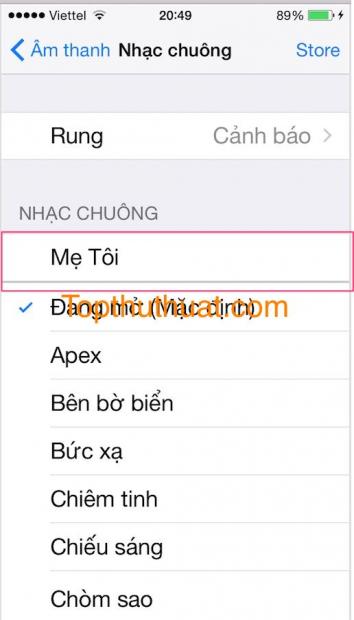 Viettel 20:49 89%
Âm thanh Nhạc chuông Store
Rung Cảnh báo
NHẠC CHUÔNG
Mẹ Tôi
Đang mở (Mặc định)
Topthuthuat.com
Apex
Bên bờ biển
Bức xạ
Chiêm tinh
Chiếu sáng
Chòm sao